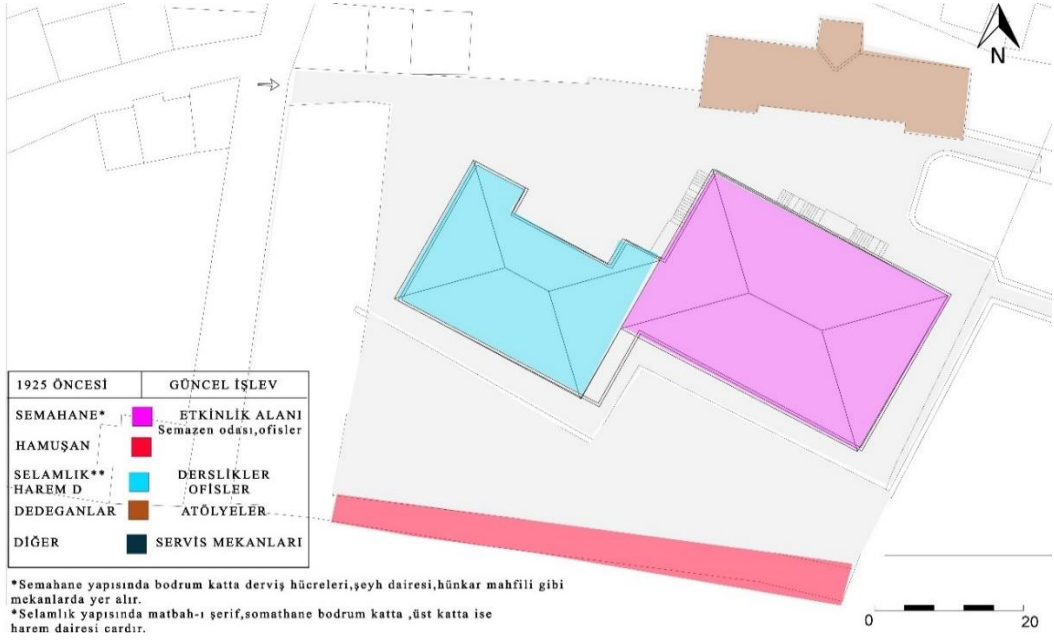 N
1925 ÖNCESİ GÜNCEL İŞLEV
SEMAHANE* ETKİNLİK ALANI
Semazen odası,ofisler
HAMUŞAN
SELAMLIK** DERSLİKLER
HAREM D OFİSLER
DEDEGANLAR ATÖLYELER
DİĞER SERVİS MEKANLARI
*Semahane yapısında bodrum katta derviş hücreleri,şeyh dairesi,hünkar mahfili gibi
mekanlarda yer alır.
*Selamlık yapısında matbah-ı şerif,somathane bodrum katta ,üst katta ise
harem dairesi cardır.
0 20